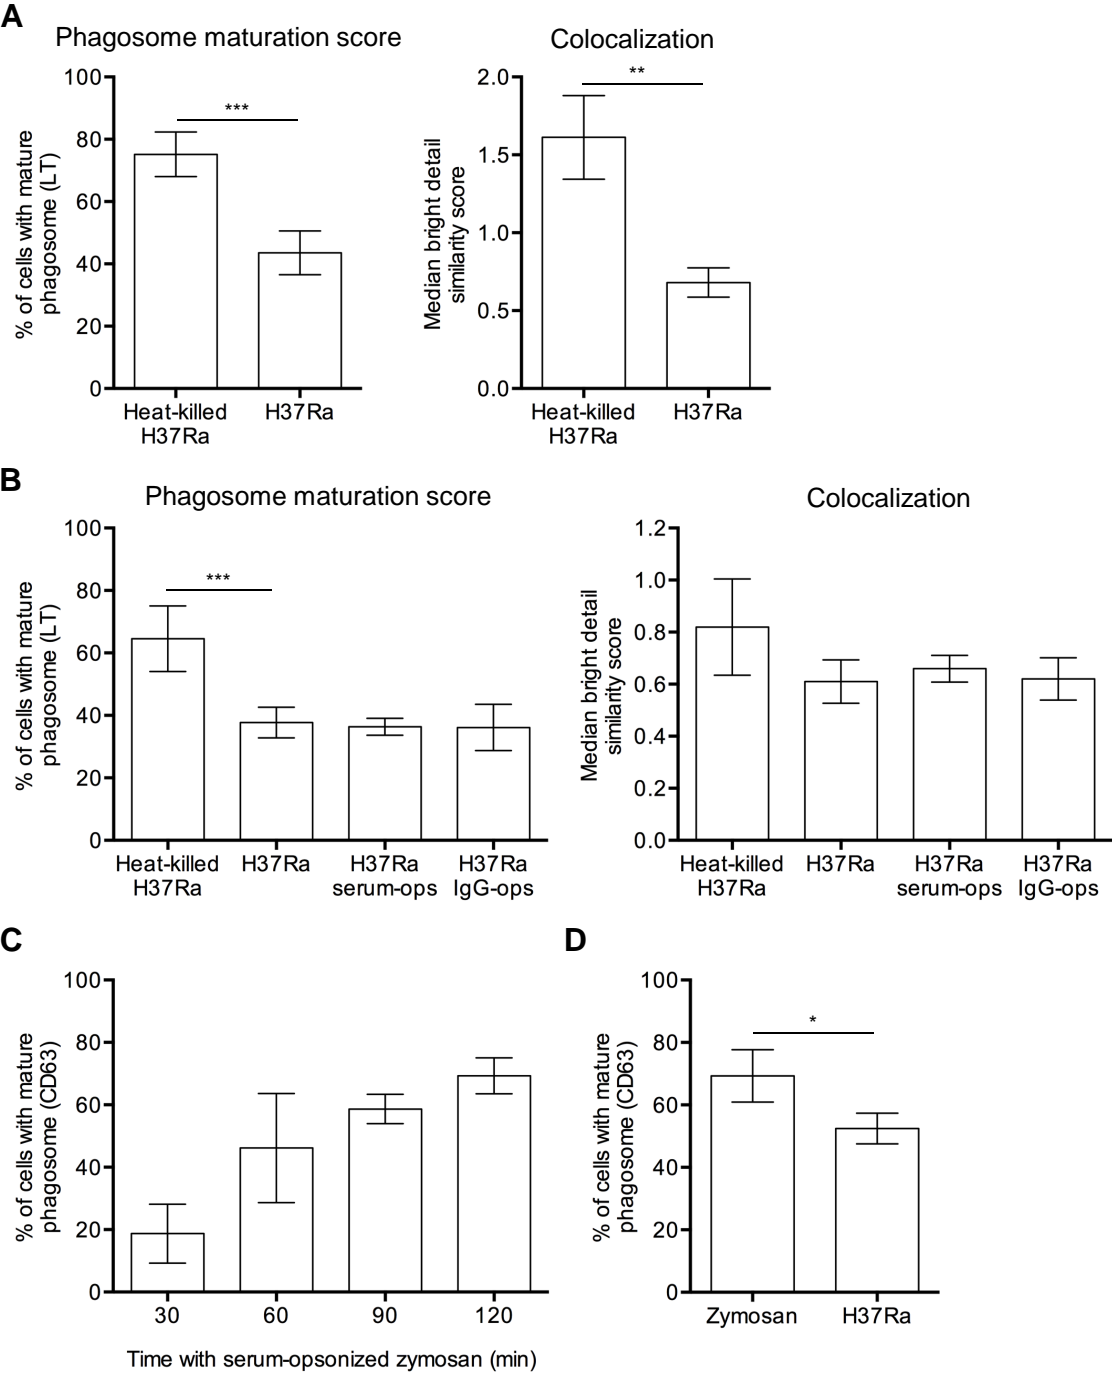 A
Phagosome maturation score
% of cells with mature
phagosome (LT)
100
80
60
40
20
0
***
Heat-killed
H37Ra
H37Ra
Colocalization
Median bright detail
similarity score
2.0
1.5
1.0
0.5
0.0
**
Heat-killed
H37Ra
H37Ra
B
Phagosome maturation score
% of cells with mature
phagosome (LT)
100
80
60
40
20
0
***
Heat-killed
H37Ra
H37Ra
H37Ra
serum-ops
H37Ra
IgG-ops
Colocalization
Median bright detail
similarity score
1.2
1.0
0.8
0.6
0.4
0.2
0.0
Heat-killed
H37Ra
H37Ra
H37Ra
serum-ops
H37Ra
IgG-ops
C
% of cells with mature
phagosome (CD63)
100
80
60
40
20
0
30
60
90
120
Time with serum-opsonized zymosan (min)
D
% of cells with mature
phagosome (CD63)
100
80
60
40
20
0
*
Zymosan
H37Ra